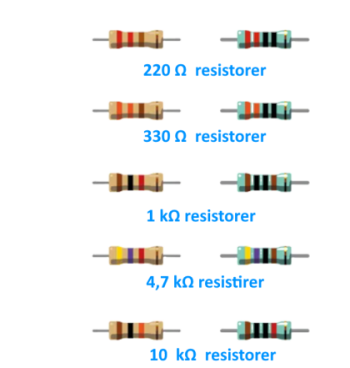 220 Ω resistorer
330 Ω resistorer
1 kΩ resistorer
4,7 kΩ resistirer
10 kΩ resistorer